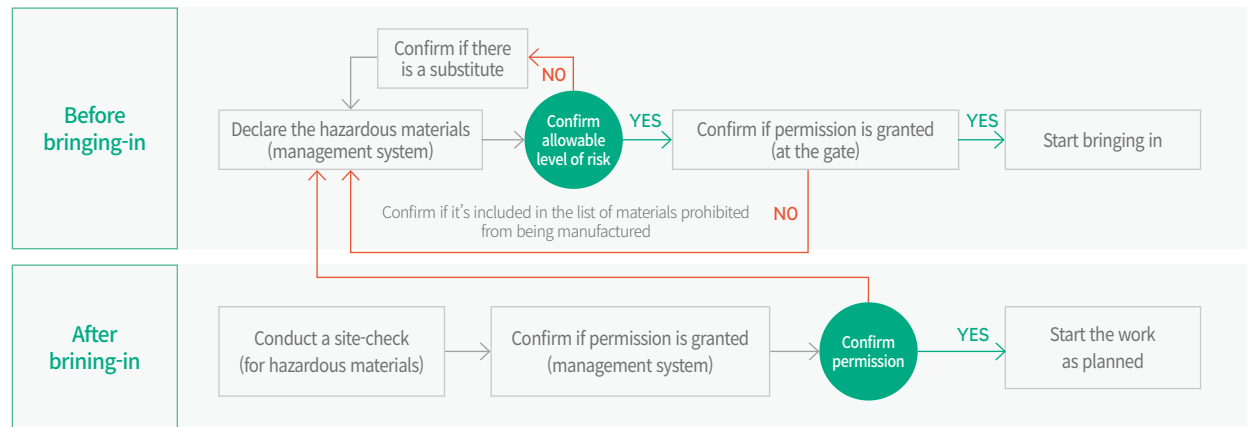 Before
bringing-in
Confirm if there
is a substitute
NO
Declare the hazardous materials
(management system)
Confirm
allowable
level of risk
YES
Confirm if permission is granted
(at the gate)
YES
Start bringing in
Confirm if it's included in the list of materials prohibited
from being manufactured
NO
After
brining-in
Conduct a site-check
(for hazardous materials)
Confirm if permission is granted
(management system)
Confirm
permission
YES
Start the work
as planned